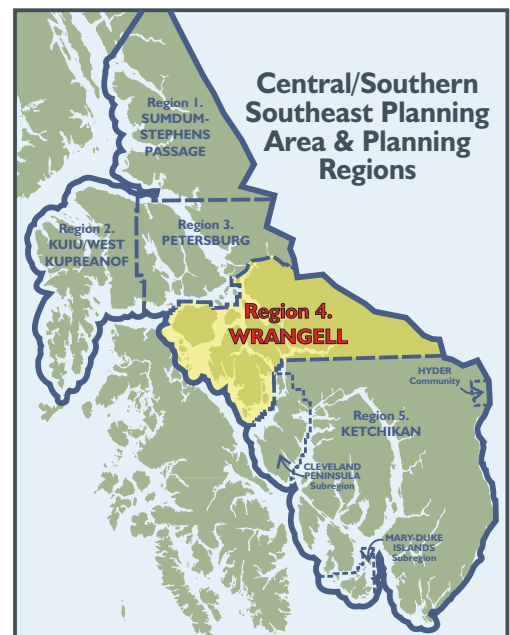 Central/Southern
Southeast Planning
Area & Planning
Regions
Region 1.
SUMDUM-
STEPHENS
PASSAGE
Region 2.
KUIU/WEST
KUPREANOF
Region 3.
PETERSBURG
Region 4.
WRANGELL
HYDER
Community
Region 5.
KETCHIKAN
CLEVELAND
PENINSULA
Subregion
MARY-DUKE
ISLANDS
Subregion